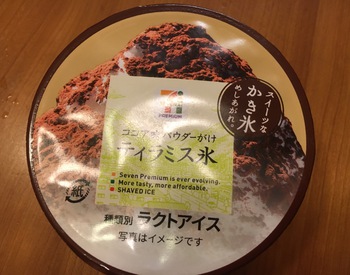 スイーツな
かき氷
めしあがれ。
ココアパウダーがけ
ティラミス氷
Seven Premium is ever evolving.
More tasty, more affordable.
SHAVED ICE
紙
種類別 ラクトアイス
写真はイメージです